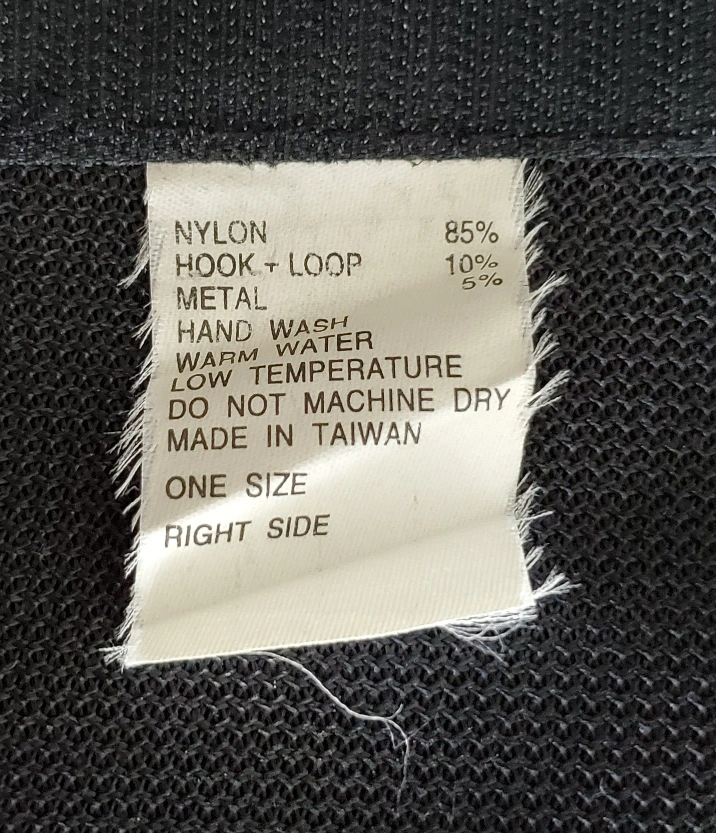 NYLON 85%
HOOK + LOOP 10%
METAL 5%
HAND WASH
WARM WATER
LOW TEMPERATURE
DO NOT MACHINE DRY
MADE IN TAIWAN
ONE SIZE
RIGHT SIDE